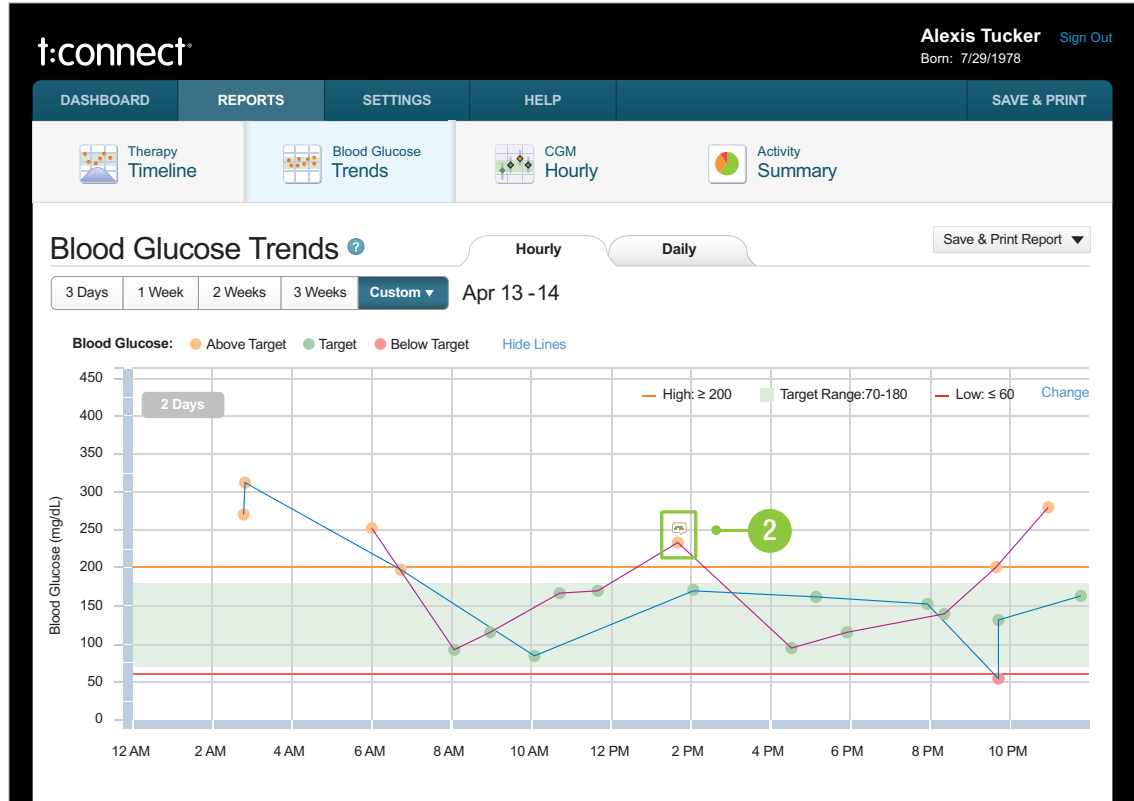 t:connect
Alexis Tucker Sign Out
Born: 7/29/1978
DASHBOARD REPORTS SETTINGS HELP SAVE & PRINT
Therapy
Timeline
Blood Glucose
Trends
CGM
Hourly
Activity
Summary
Blood Glucose Trends ?
Hourly Daily
Save & Print Report
3 Days 1 Week 2 Weeks 3 Weeks Custom Apr 13 -14
Blood Glucose: Above Target Target Below Target Hide Lines
2 Days
High: ≥ 200 Target Range:70-180 Low: ≤ 60 Change
Blood Glucose (mg/dL)
450
400
350
300
250
200
150
100
50
0
2
12 AM 2 AM 4 AM 6 AM 8 AM 10 AM 12 PM 2 PM 4 PM 6 PM 8 PM 10 PM